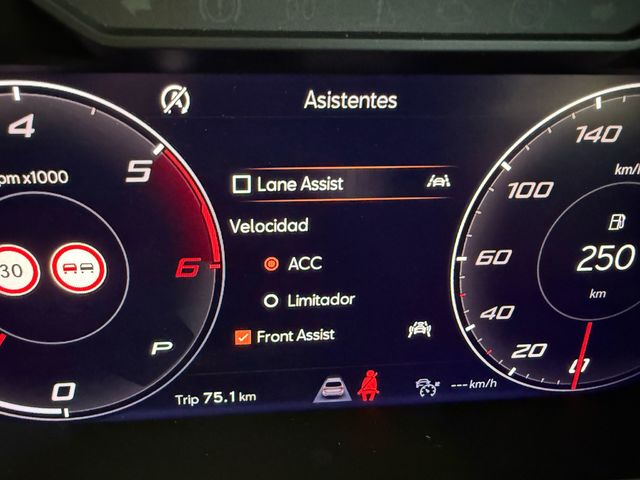 Asistentes
4
5
6
pm x1000
30
P
0
Lane Assist
Velocidad
ACC
Limitador
Front Assist
Trip 75.1 km
--- km/h
140
100
60
40
20
0
km/h
250
km